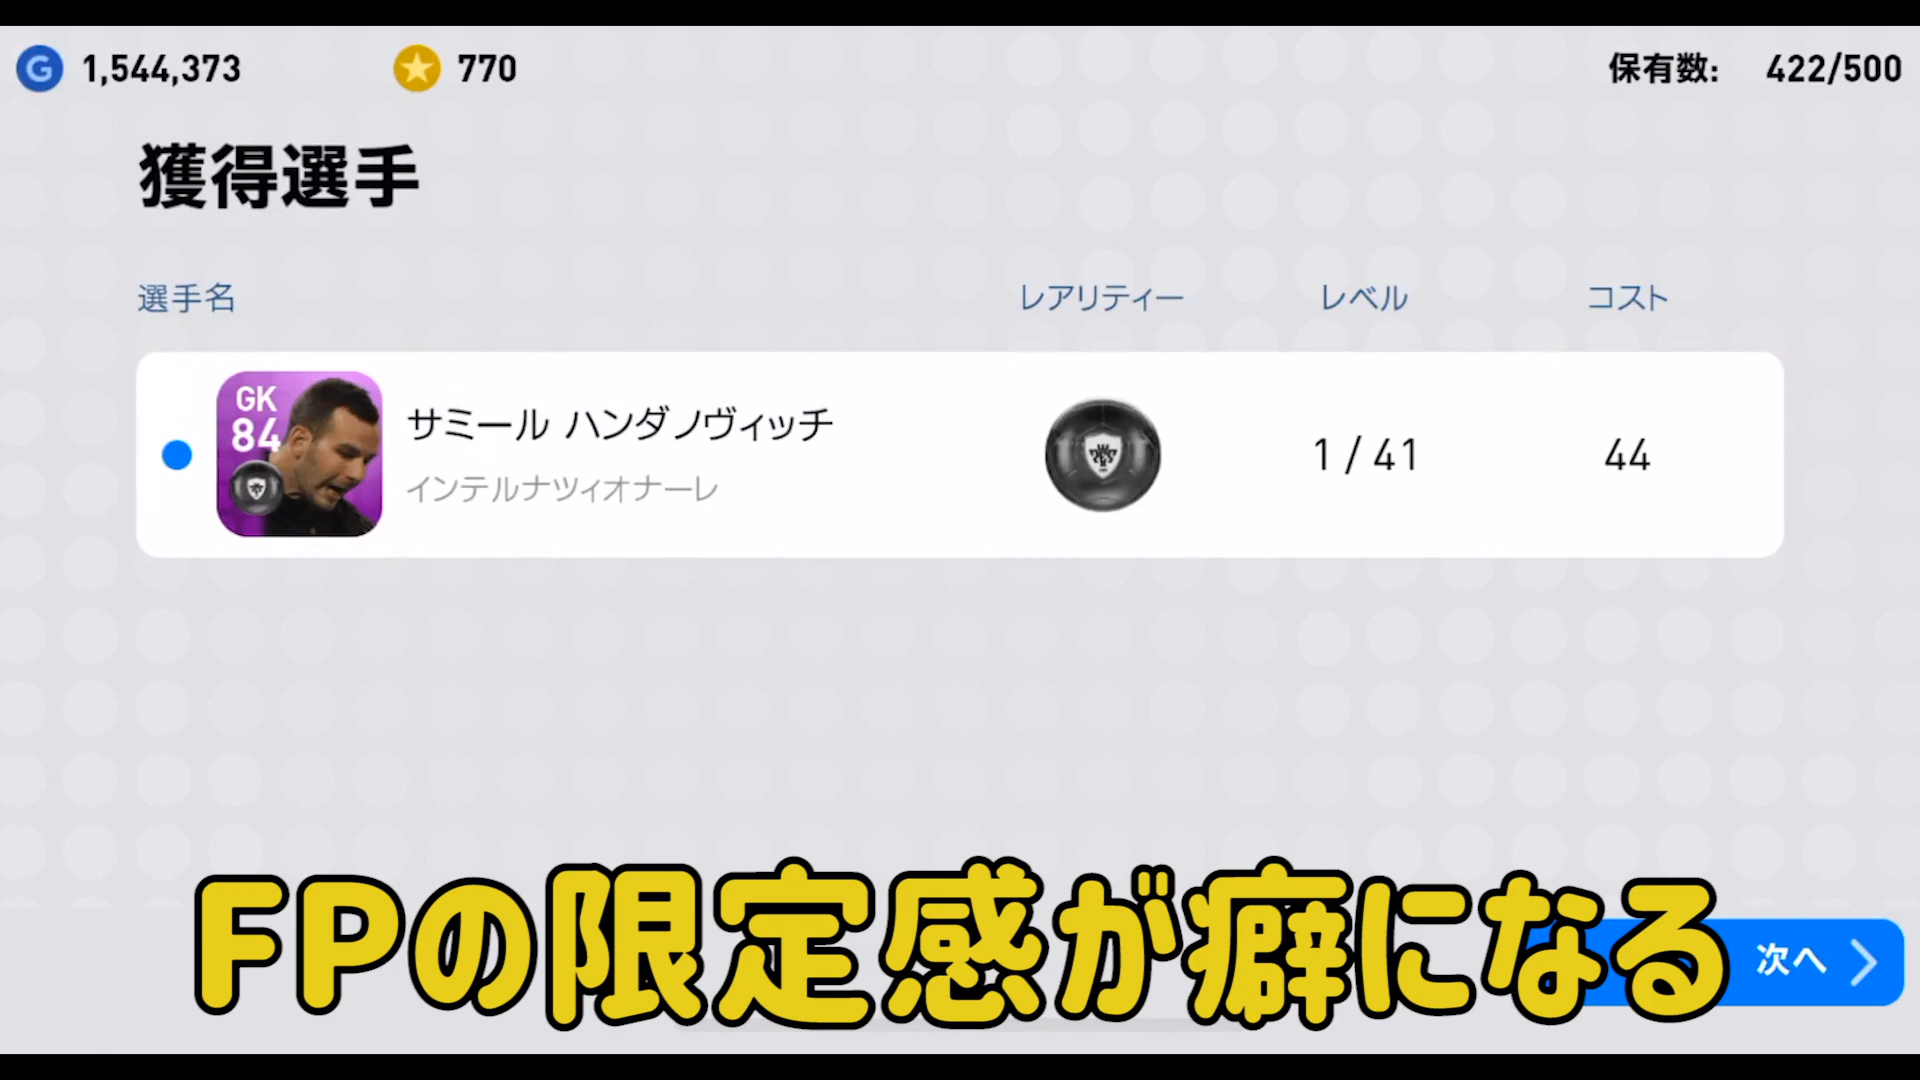 G 1,544,373 770 保有数: 422/500
獲得選手
選手名 レアリティー レベル コスト
GK
84
サミール ハンダノヴィッチ
インテルナツィオナーレ
1 / 41 44
FPの限定感が癖になる
次へ